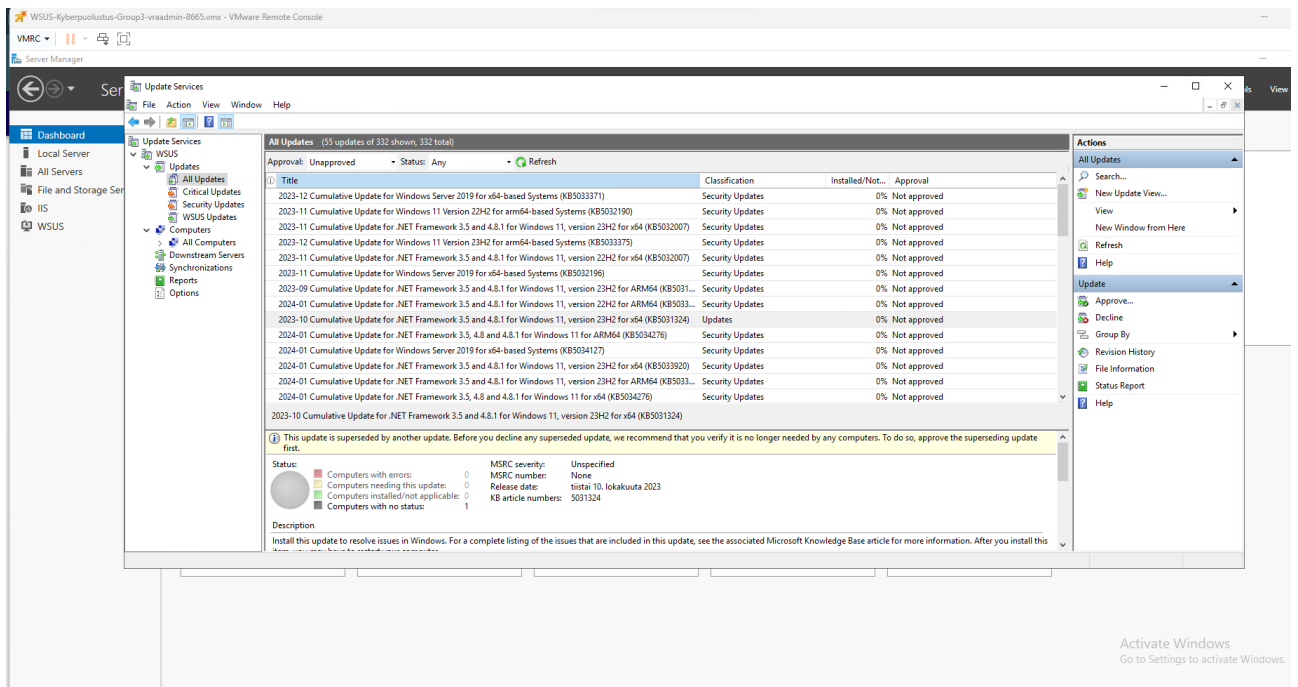 WSUS-Kyberpuolustus-Group3-vraadmin-8665.vmx - VMware Remote Console
VMRC
Server Manager
Ser
ls View
Dashboard
Local Server
All Servers
File and Storage Ser
IIS
WSUS
Update Services
File Action View Window Help
Update Services
WSUS
Updates
All Updates
Critical Updates
Security Updates
WSUS Updates
Computers
All Computers
Downstream Servers
Synchronizations
Reports
Options
All Updates (55 updates of 332 shown, 332 total)
Approval: Unapproved Status: Any Refresh
Title Classification Installed/Not... Approval
2023-12 Cumulative Update for Windows Server 2019 for x64-based Systems (KB5033371) Security Updates 0% Not approved
2023-11 Cumulative Update for Windows 11 Version 22H2 for arm64-based Systems (KB5032190) Security Updates 0% Not approved
2023-11 Cumulative Update for .NET Framework 3.5 and 4.8.1 for Windows 11, version 22H2 for x64 (KB5032007) Security Updates 0% Not approved
2023-12 Cumulative Update for Windows 11 Version 23H2 for arm64-based Systems (KB5033375) Security Updates 0% Not approved
2023-11 Cumulative Update for .NET Framework 3.5 and 4.8.1 for Windows 11, version 23H2 for x64 (KB5032007) Security Updates 0% Not approved
2023-11 Cumulative Update for Windows Server 2019 for x64-based Systems (KB5032196) Security Updates 0% Not approved
2023-09 Cumulative Update for .NET Framework 3.5 and 4.8.1 for Windows 11, version 23H2 for ARM64 (KB5031... Security Updates 0% Not approved
2024-01 Cumulative Update for .NET Framework 3.5 and 4.8.1 for Windows 11, version 22H2 for ARM64 (KB5033... Security Updates 0% Not approved
2023-10 Cumulative Update for .NET Framework 3.5 and 4.8.1 for Windows 11, version 23H2 for x64 (KB5031324) Updates 0% Not approved
2024-01 Cumulative Update for .NET Framework 3.5, 4.8 and 4.8.1 for Windows 11 for ARM64 (KB5034276) Security Updates 0% Not approved
2024-01 Cumulative Update for Windows Server 2019 for x64-based Systems (KB5034127) Security Updates 0% Not approved
2024-01 Cumulative Update for .NET Framework 3.5 and 4.8.1 for Windows 11, version 23H2 for x64 (KB5033920) Security Updates 0% Not approved
2024-01 Cumulative Update for .NET Framework 3.5 and 4.8.1 for Windows 11, version 23H2 for ARM64 (KB5033... Security Updates 0% Not approved
2024-01 Cumulative Update for .NET Framework 3.5, 4.8 and 4.8.1 for Windows 11 for x64 (KB5034276) Security Updates 0% Not approved
2023-10 Cumulative Update for .NET Framework 3.5 and 4.8.1 for Windows 11, version 23H2 for x64 (KB5031324)
This update is superseded by another update. Before you decline any superseded update, we recommend that you verify it is no longer needed by any computers. To do so, approve the superseding update
first.
Status:
Computers with errors: 0
Computers needing this update: 0
Computers installed/not applicable: 0
Computers with no status: 1
MSRC severity: Unspecified
MSRC number: None
Release date: tiistai 10. lokakuuta 2023
KB article numbers: 5031324
Description
Install this update to resolve issues in Windows. For a complete listing of the issues that are included in this update, see the associated Microsoft Knowledge Base article for more information. After you install this
Actions
All Updates
Search...
New Update View...
View
New Window from Here
Refresh
Help
Update
Approve...
Decline
Group By
Revision History
File Information
Status Report
Help
Activate Windows
Go to Settings to activate Windows.